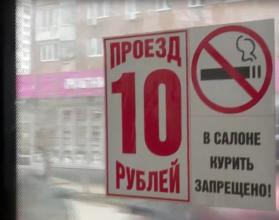 ПРОЕЗД
10
РУБЛЕЙ
В САЛОНЕ
КУРИТЬ
ЗАПРЕЩЕНО!